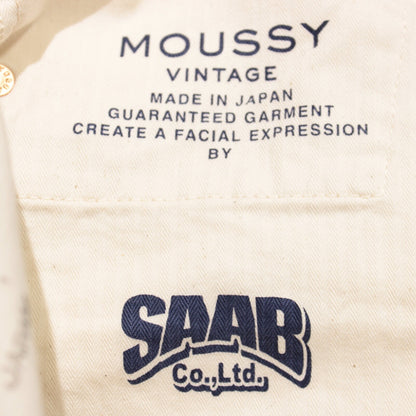 MOUSSY
VINTAGE
MADE IN JAPAN
GUARANTEED GARMENT
CREATE A FACIAL EXPRESSION
BY
SAAB
Co.,Ltd.